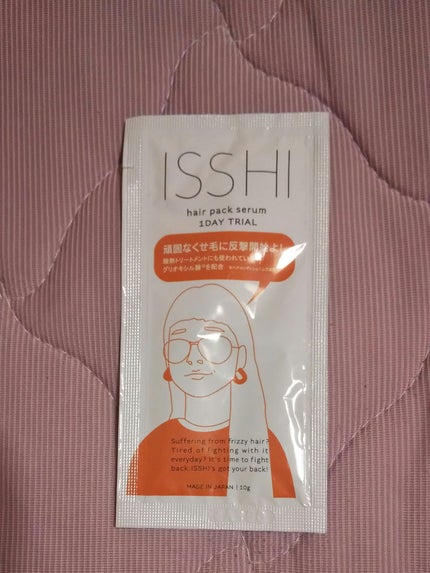 ISSHI
hair pack serum
1DAY TRIAL
頑固なくせ毛に反撃開始よ!
酸熱トリートメントにも使われている
グリオキシル酸※を配合
Suffering from frizzy hair?
Tired of fighting with it
everyday? It's time to fight
back. ISSHI's got your back!
MADE IN JAPAN | 10g